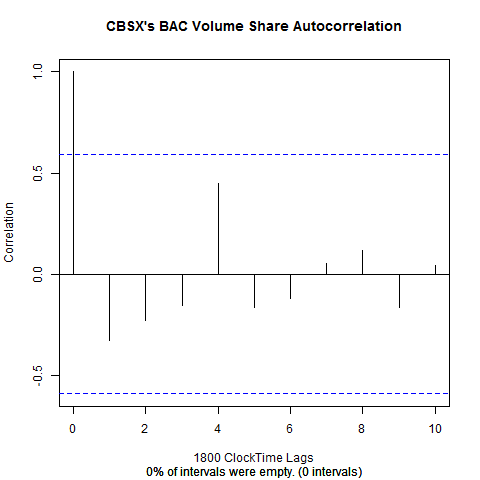 CBSX's BAC Volume Share Autocorrelation
1.0
0.5
0.0
-0.5
Correlation
0 2 4 6 8 10
1800 ClockTime Lags
0% of intervals were empty. (0 intervals)